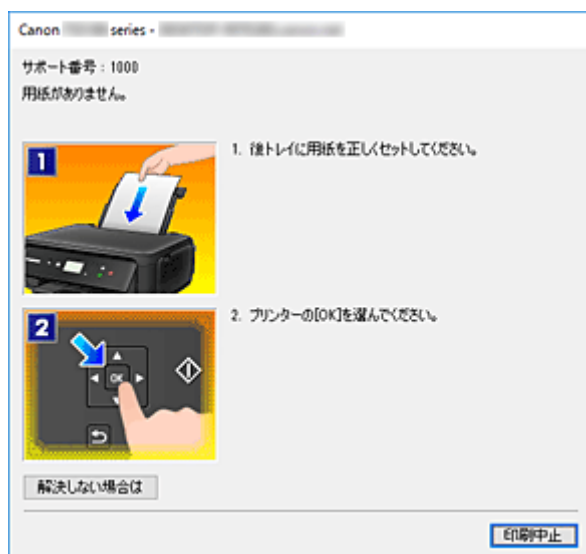 Canon series -
サポート番号 : 1000
用紙がありません。
1
1. 後トレイに用紙を正しくセットしてください。
2
2. プリンターの[OK]を選んでください。
OK
解決しない場合は
印刷中止